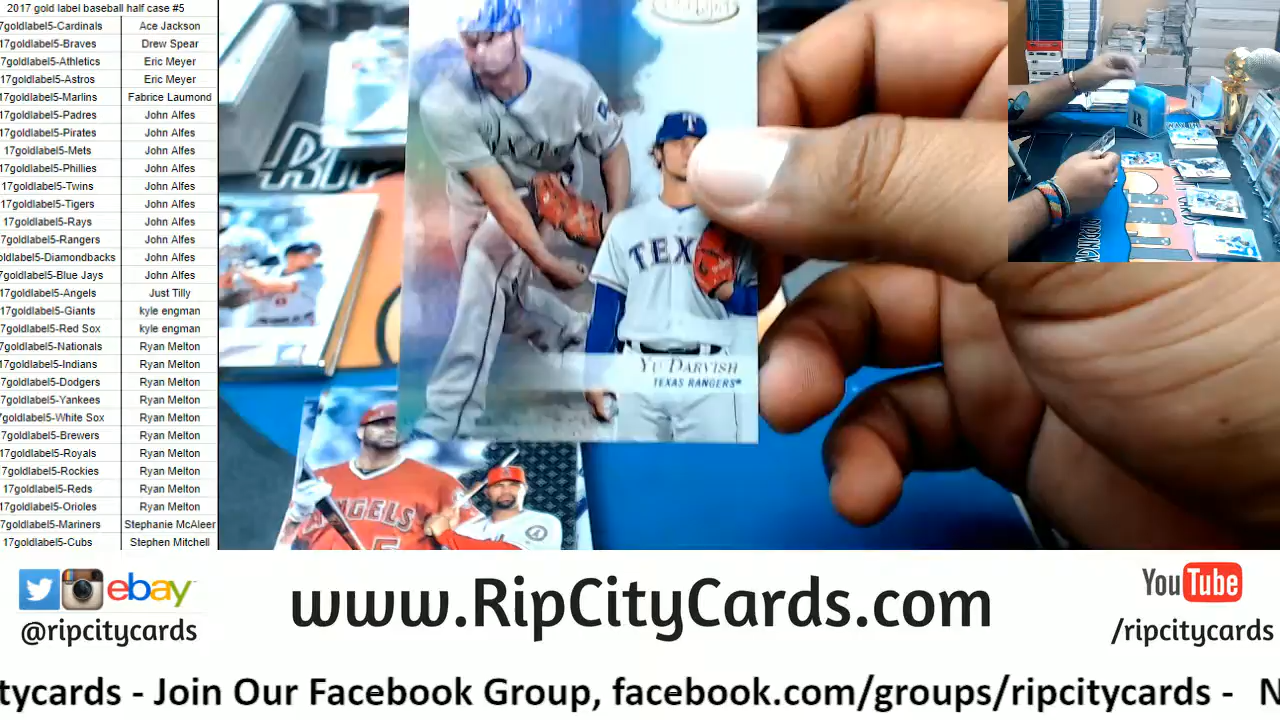 2017 gold label baseball half case #5
7goldlabel5-Cardinals Ace Jackson
17goldlabel5-Braves Drew Spear
17goldlabel5-Athletics Eric Meyer
17goldlabel5-Astros Eric Meyer
17goldlabel5-Marlins Fabrice Laumond
17goldlabel5-Padres John Alfes
17goldlabel5-Pirates John Alfes
17goldlabel5-Mets John Alfes
17goldlabel5-Phillies John Alfes
17goldlabel5-Twins John Alfes
17goldlabel5-Tigers John Alfes
17goldlabel5-Rays John Alfes
7goldlabel5-Rangers John Alfes
oldlabel5-Diamondbacks John Alfes
7goldlabel5-Blue Jays John Alfes
17goldlabel5-Angels Just Tilly
17goldlabel5-Giants kyle engman
7goldlabel5-Red Sox kyle engman
7goldlabel5-Nationals Ryan Melton
17goldlabel5-Indians Ryan Melton
17goldlabel5-Dodgers Ryan Melton
17goldlabel5-Yankees Ryan Melton
7goldlabel5-White Sox Ryan Melton
17goldlabel5-Brewers Ryan Melton
17goldlabel5-Royals Ryan Melton
17goldlabel5-Rockies Ryan Melton
17goldlabel5-Reds Ryan Melton
17goldlabel5-Orioles Ryan Melton
7goldlabel5-Mariners Stephanie McAleer
17goldlabel5-Cubs Stephen Mitchell
T
TEX
YU DARVISH
TEXAS RANGERS
ANGELS
5
R
ebay
@ripcitycards
www.RipCityCards.com
YouTube
/ripcitycards
tycards - Join Our Facebook Group, facebook.com/groups/ripcitycards - N